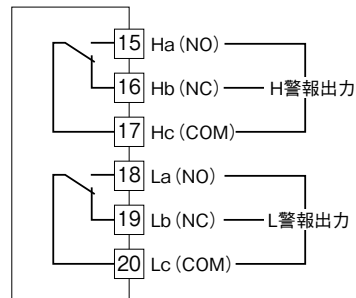 15 Ha (NO)
16 Hb (NC) H警報出力
17 Hc (COM)
18 La (NO)
19 Lb (NC) L警報出力
20 Lc (COM)